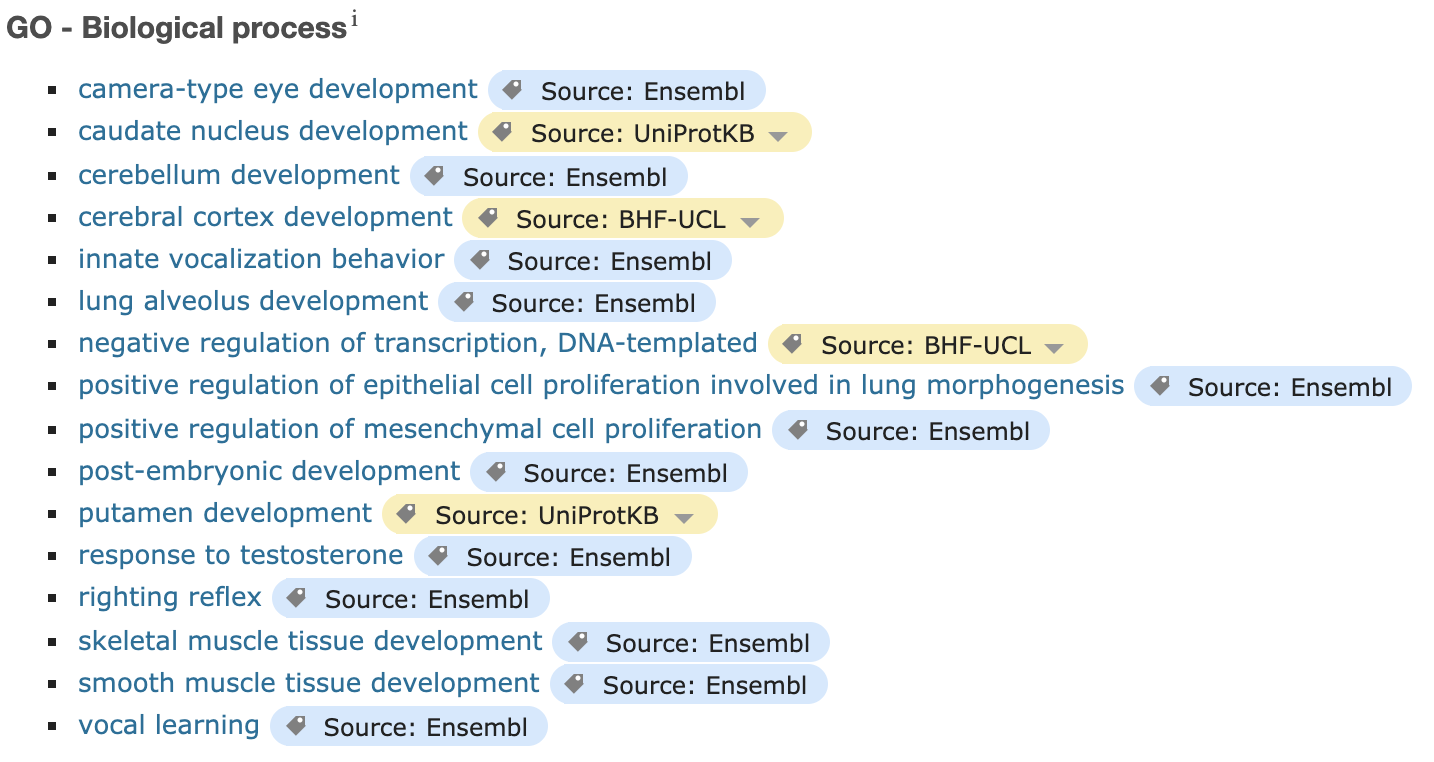 GO - Biological process i
camera-type eye development Source: Ensembl
caudate nucleus development Source: UniProtKB
cerebellum development Source: Ensembl
cerebral cortex development Source: BHF-UCL
innate vocalization behavior Source: Ensembl
lung alveolus development Source: Ensembl
negative regulation of transcription, DNA-templated Source: BHF-UCL
positive regulation of epithelial cell proliferation involved in lung morphogenesis Source: Ensembl
positive regulation of mesenchymal cell proliferation Source: Ensembl
post-embryonic development Source: Ensembl
putamen development Source: UniProtKB
response to testosterone Source: Ensembl
righting reflex Source: Ensembl
skeletal muscle tissue development Source: Ensembl
smooth muscle tissue development Source: Ensembl
vocal learning Source: Ensembl